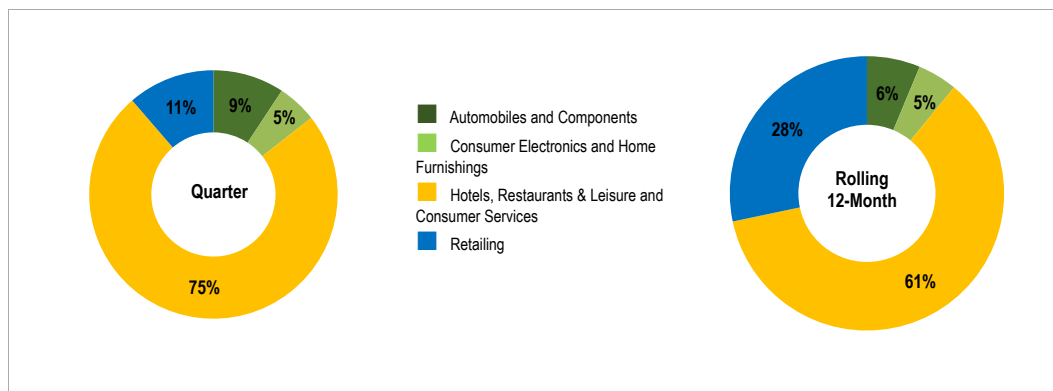 11%
9%
5%
75%
Quarter
Automobiles and Components
Consumer Electronics and Home
Furnishings
Hotels, Restaurants & Leisure and
Consumer Services
Retailing
6%
5%
28%
61%
Rolling
12-Month